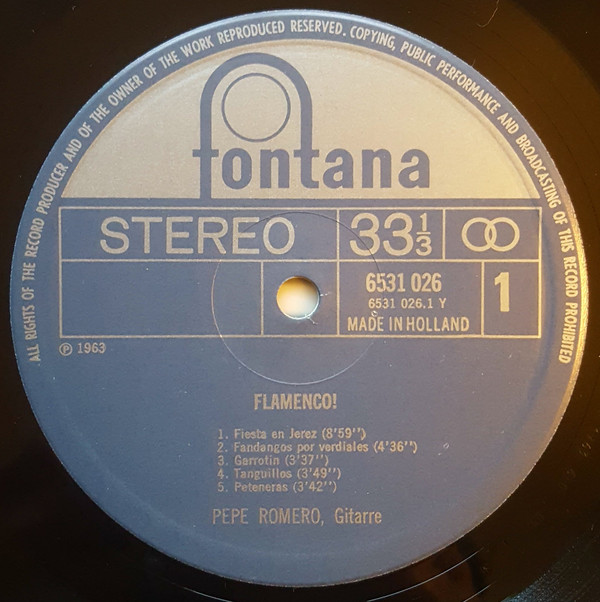 ALL RIGHTS OF THE RECORD PRODUCER AND OF THE OWNER OF THE WORK REPRODUCED RESERVED. COPYING, PUBLIC PERFORMANCE AND BROADCASTING OF THIS RECORD PROHIBITED
fontana
STEREO 33 1/3
6531 026
6531 026.1 Y
1
MADE IN HOLLAND
℗ 1963
FLAMENCO!
1. Fiesta en Jerez (8'59'')
2. Fandangos por verdiales (4'36'')
3. Garrotin (3'37'')
4. Tanguillos (3'49'')
5. Peteneras (3'42'')
PEPE ROMERO, Gitarre